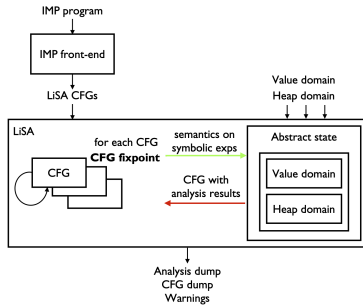 IMP program
IMP front-end
LiSA CFGs
Value domain
Heap domain
LiSA
for each CFG
CFG fixpoint
semantics on
symbolic exps
Abstract state
CFG
CFG with
analysis results
Value domain
Heap domain
Analysis dump
CFG dump
Warnings